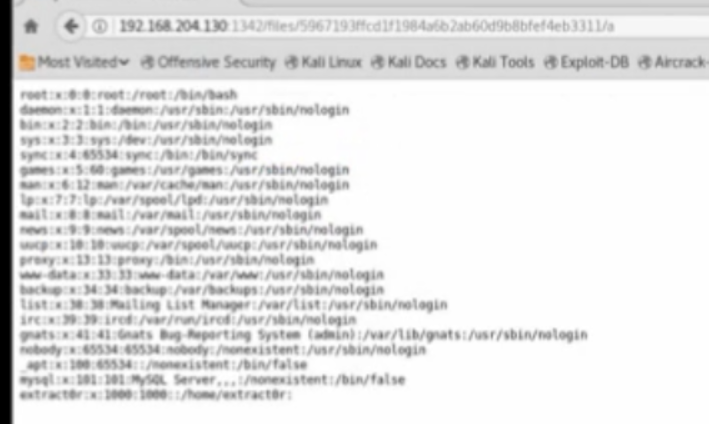 192.168.204.130:1342/files/5967193ffcd1f1984a6b2ab60d9b8bfef4eb3311/a
Most Visited Offensive Security Kali Linux Kali Docs Kali Tools Exploit-DB Aircrack-
root:x:0:0:root:/root:/bin/bash
daemon:x:1:1:daemon:/usr/sbin:/usr/sbin/nologin
bin:x:2:2:bin:/bin:/usr/sbin/nologin
sys:x:3:3:sys:/dev:/usr/sbin/nologin
sync:x:4:65534:sync:/bin:/bin/sync
games:x:5:60:games:/usr/games:/usr/sbin/nologin
man:x:6:12:man:/var/cache/man:/usr/sbin/nologin
lp:x:7:7:lp:/var/spool/lpd:/usr/sbin/nologin
mail:x:8:8:mail:/var/mail:/usr/sbin/nologin
news:x:9:9:news:/var/spool/news:/usr/sbin/nologin
uucp:x:10:10:uucp:/var/spool/uucp:/usr/sbin/nologin
proxy:x:13:13:proxy:/bin:/usr/sbin/nologin
www-data:x:33:33:www-data:/var/www:/usr/sbin/nologin
backup:x:34:34:backup:/var/backups:/usr/sbin/nologin
list:x:38:38:Mailing List Manager:/var/list:/usr/sbin/nologin
irc:x:39:39:ircd:/var/run/ircd:/usr/sbin/nologin
gnats:x:41:41:Gnats Bug-Reporting System (admin):/var/lib/gnats:/usr/sbin/nologin
nobody:x:65534:65534:nobody:/nonexistent:/usr/sbin/nologin
_apt:x:100:65534::/nonexistent:/bin/false
mysql:x:101:101:MySQL Server,,,:/nonexistent:/bin/false
extract0r:x:1000:1000::/home/extract0r: